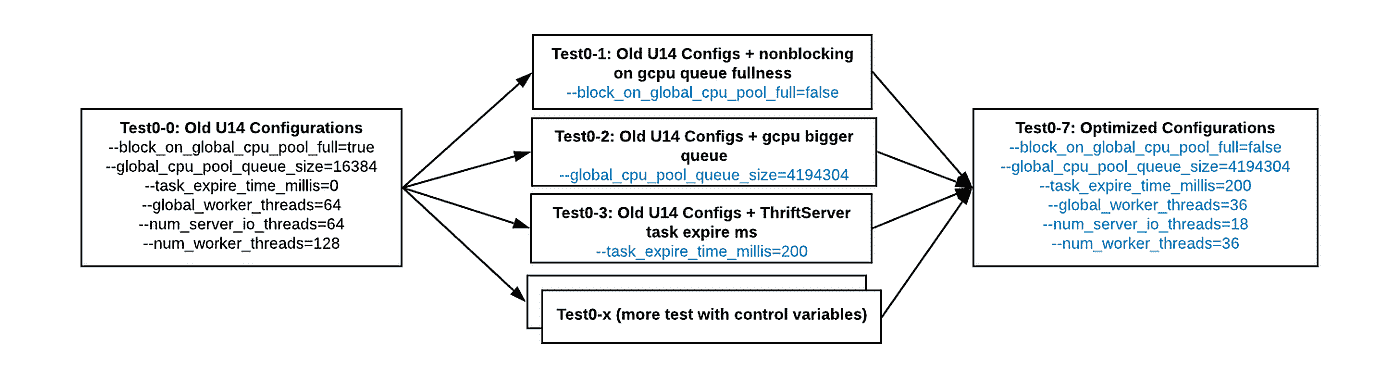 Test0-0: Old U14 Configurations
--block_on_global_cpu_pool_full=true
--global_cpu_pool_queue_size=16384
--task_expire_time_millis=0
--global_worker_threads=64
--num_server_io_threads=64
--num_worker_threads=128
Test0-1: Old U14 Configs + nonblocking
on gcpu queue fullness
--block_on_global_cpu_pool_full=false
Test0-2: Old U14 Configs + gcpu bigger
queue
--global_cpu_pool_queue_size=4194304
Test0-3: Old U14 Configs + ThriftServer
task expire ms
--task_expire_time_millis=200
Test0-x (more test with control variables)
Test0-7: Optimized Configurations
--block_on_global_cpu_pool_full=false
--global_cpu_pool_queue_size=4194304
--task_expire_time_millis=200
--global_worker_threads=36
--num_server_io_threads=18
--num_worker_threads=36